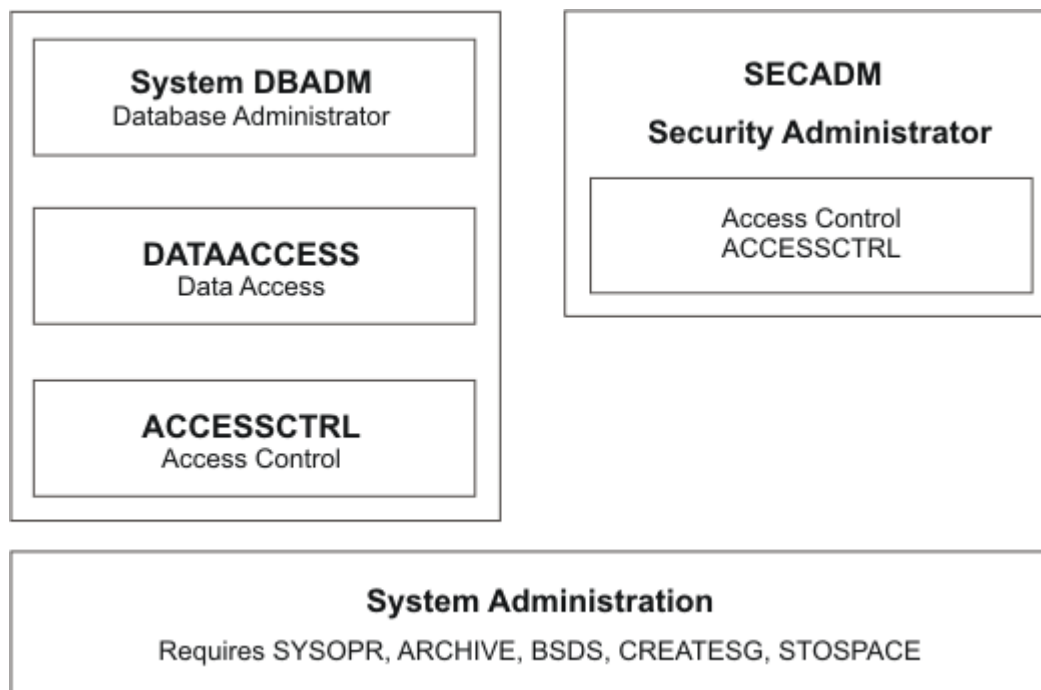 System DBADM
Database Administrator
DATAACCESS
Data Access
ACCESSCTRL
Access Control
SECADM
Security Administrator
Access Control
ACCESSCTRL
System Administration
Requires SYSOPR, ARCHIVE, BSDS, CREATESG, STOSPACE